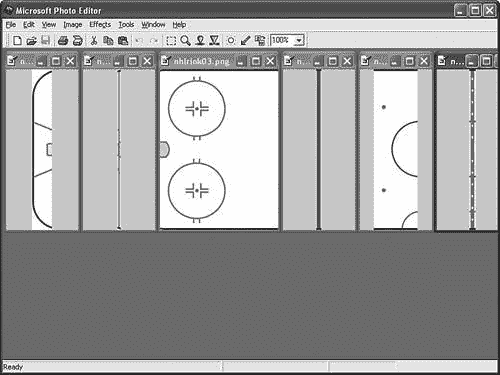 Microsoft Photo Editor
File Edit View Image Effects Tools Window Help
100%
n... n... nhlrink03.png n... n... n...
Ready